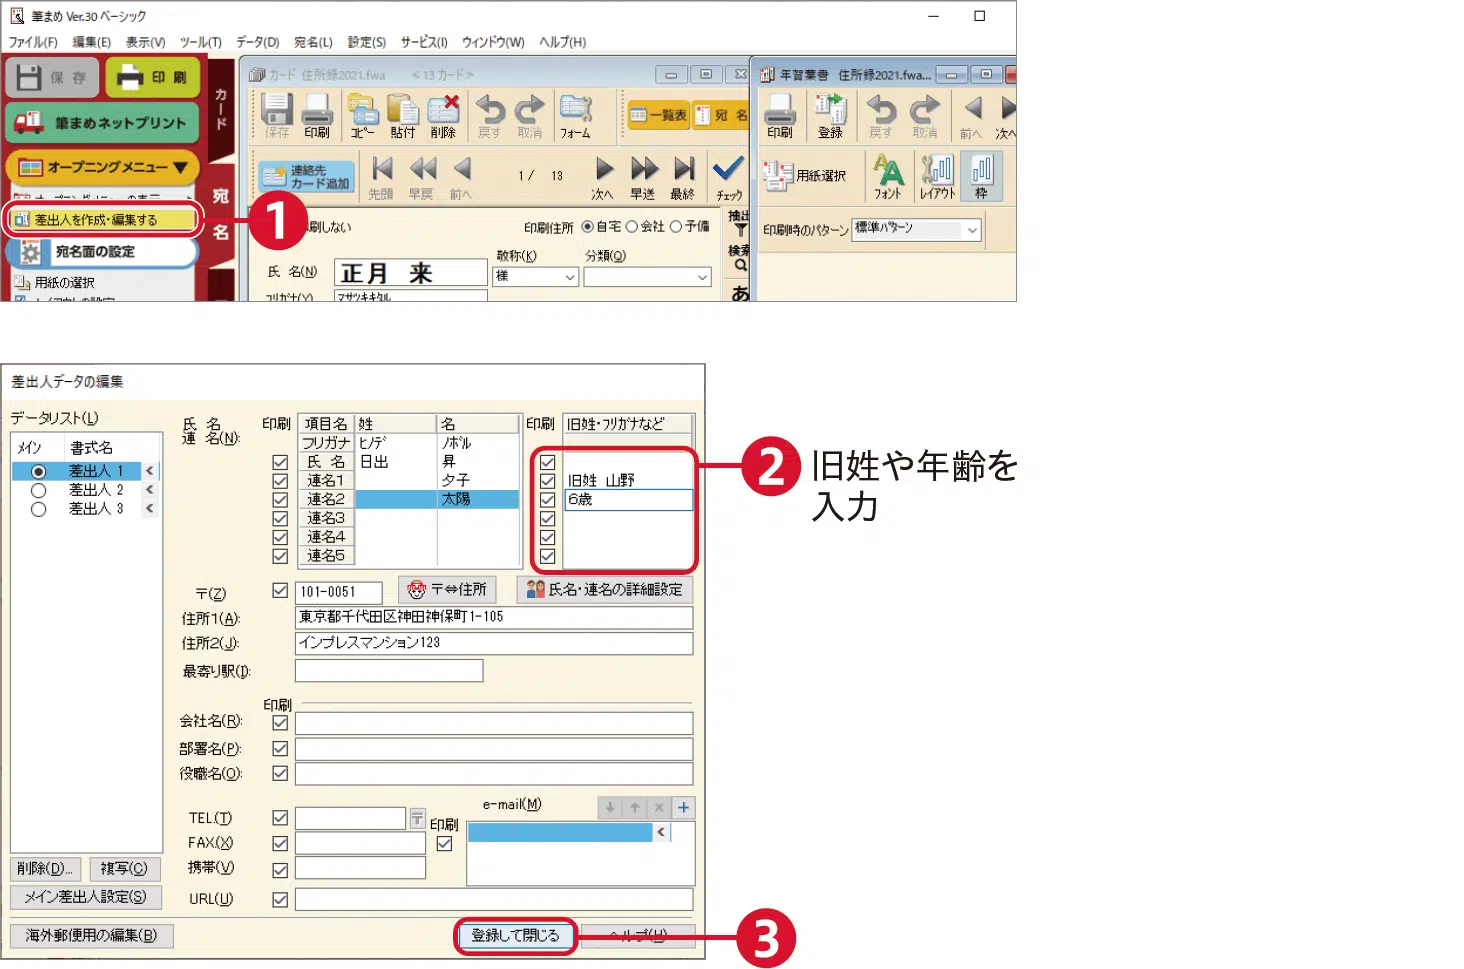 筆まめ Ver.30 ベーシック
ファイル(F) 編集(E) 表示(V) ツール(T) データ(D) 宛名(L) 設定(S) サービス(I) ウィンドウ(W) ヘルプ(H)
保存 印刷
筆まめネットプリント
オープニングメニュー▼
差出人を作成・編集する
宛名面の設定
用紙の選択
カード
宛名
1
カード 住所録2021.fwa <13カード>
保存 印刷 コピー 貼付 削除 戻す 取消 フォーム 一覧表 宛 名
連絡先
カード追加
先頭 早戻 前へ 1/ 13 次へ 早送 最終 チェック
刷しない 印刷住所 自宅 会社 予備
抽出
検索
あ
敬称(K) 分類(Q)
氏 名(N) 正月 来 様
フリガナ(Y) マサツキキタル
年賀葉書 住所録2021.fwa...
印刷 登録 戻す 取消 前へ 次へ
用紙選択 フォント レイアウト 枠
印刷時のパターン 標準パターン
差出人データの編集
データリスト(L)
メイン 書式名
差出人 1 <
差出人 2 <
差出人 3 <
氏 名
連 名(N):
印刷 項目名 姓 名 印刷 旧姓・フリガナなど
フリガナ ヒノデ ノボル
氏 名 日出 昇
連名1 夕子 旧姓 山野
連名2 太陽 6歳
連名3
連名4
連名5
2 旧姓や年齢を
入力
〒(Z) 101-0051 〒⇔住所 氏名・連名の詳細設定
住所1(A): 東京都千代田区神田神保町1-105
住所2(J): インプレスマンション123
最寄り駅(I):
印刷
会社名(R):
部署名(P):
役職名(O):
TEL(T) 〒 e-mail(M) ↓ ↑ × +
FAX(X) 印刷 <
携帯(V)
URL(U)
削除(D)... 複写(C)
メイン差出人設定(S)
海外郵便用の編集(B) 登録して閉じる ヘルプ(H) 3